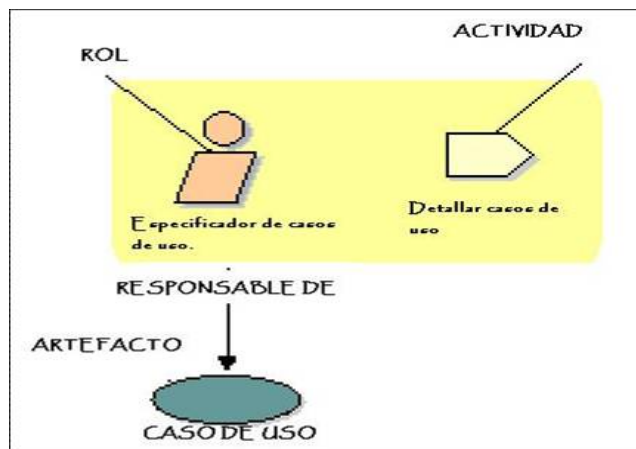 ACTIVIDAD
ROL
Especificador de casos
de uso.
Detallar casos de
uso
RESPONSABLE DE
ARTEFACTO
CASO DE USO